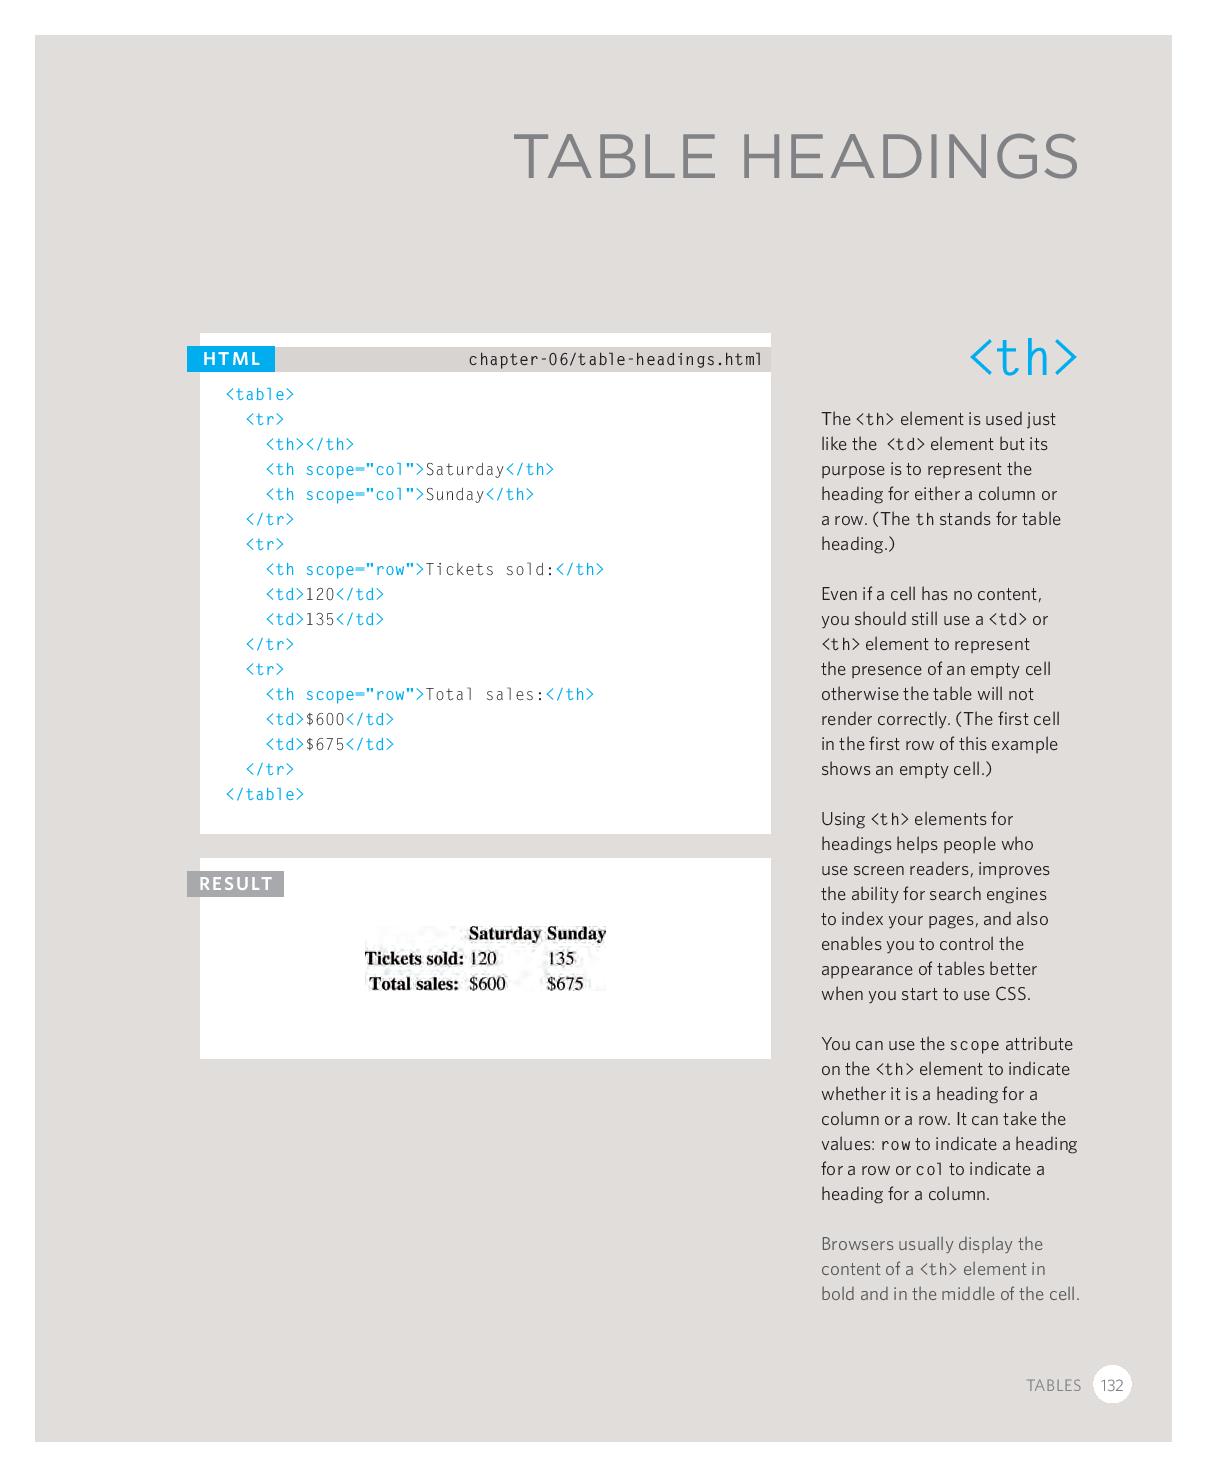 TABLE HEADINGS
HTML
chapter-06/table-headings.html
<table>
<tr>
<th></th>
<th scope="col">Saturday</th>
<th scope="col">Sunday</th>
</tr>
<tr>
<th scope="row">Tickets sold:</th>
<td>120</td>
<td>135</td>
</tr>
<tr>
<th scope="row">Total sales:</th>
<td>$600</td>
<td>$675</td>
</tr>
</table>
RESULT
Saturday Sunday
Tickets sold: 120 135
Total sales: $600 $675
<th>
The <th> element is used just
like the <td> element but its
purpose is to represent the
heading for either a column or
a row. (The th stands for table
heading.)
Even if a cell has no content,
you should still use a <td> or
<th> element to represent
the presence of an empty cell
otherwise the table will not
render correctly. (The first cell
in the first row of this example
shows an empty cell.)
Using <th> elements for
headings helps people who
use screen readers, improves
the ability for search engines
to index your pages, and also
enables you to control the
appearance of tables better
when you start to use CSS.
You can use the scope attribute
on the <th> element to indicate
whether it is a heading for a
column or a row. It can take the
values: row to indicate a heading
for a row or col to indicate a
heading for a column.
Browsers usually display the
content of a <th> element in
bold and in the middle of the cell.
TABLES 132